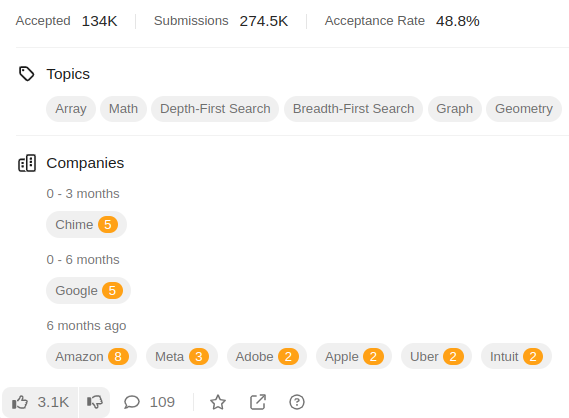 Accepted 134K Submissions 274.5K Acceptance Rate 48.8%
Topics
Array Math Depth-First Search Breadth-First Search Graph Geometry
Companies
0 - 3 months
Chime 5
0 - 6 months
Google 5
6 months ago
Amazon 8 Meta 3 Adobe 2 Apple 2 Uber 2 Intuit 2
3.1K 109